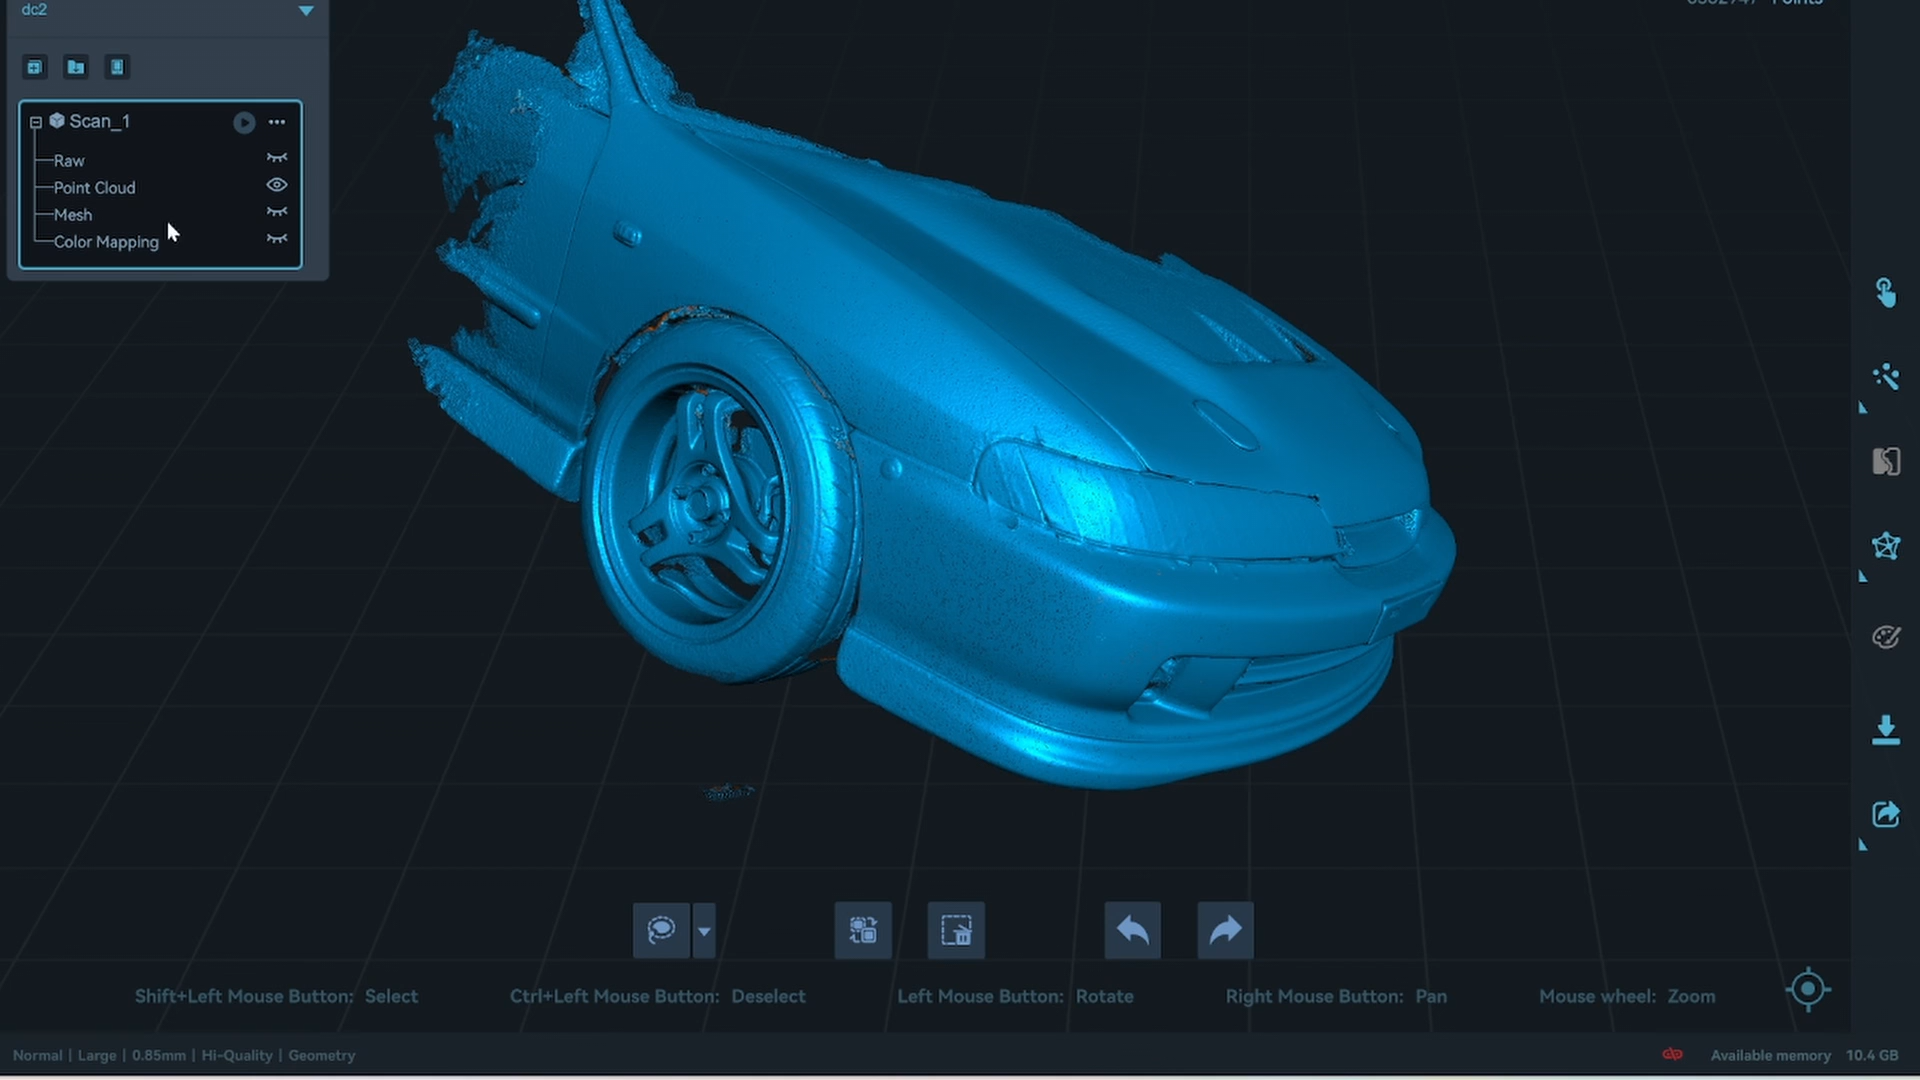 dc2
Points
Scan_1
Raw
Point Cloud
Mesh
Color Mapping
Shift+Left Mouse Button: Select
Ctrl+Left Mouse Button: Deselect
Left Mouse Button: Rotate
Right Mouse Button: Pan
Mouse wheel: Zoom
Normal | Large | 0.85mm | Hi-Quality | Geometry
Available memory 10.4 GB